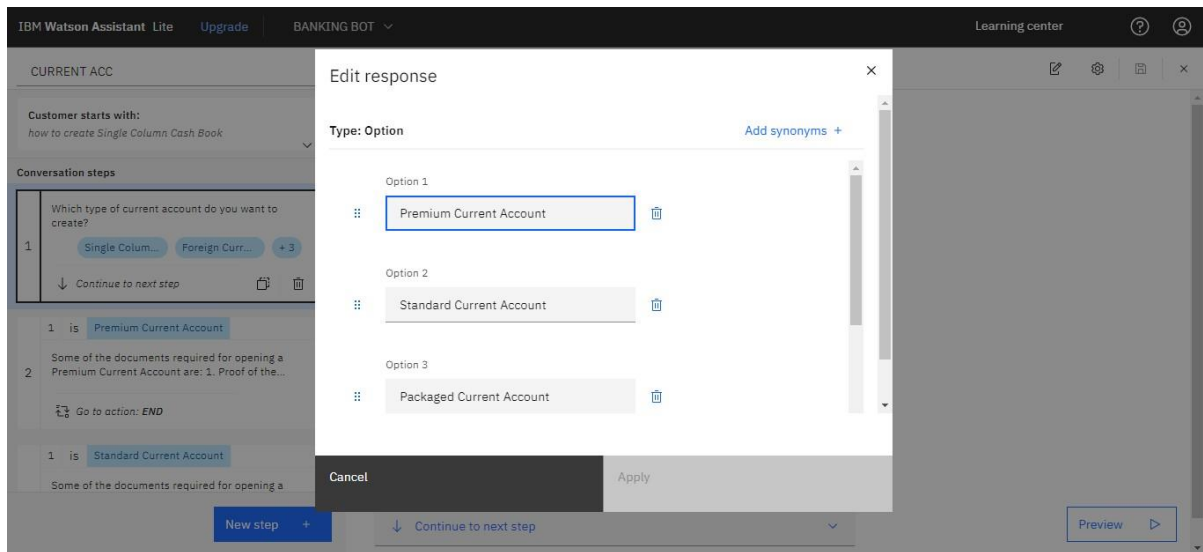 IBM Watson Assistant Lite Upgrade BANKING BOT Learning center
CURRENT ACC
Customer starts with:
how to create Single Column Cash Book
Conversation steps
1
Which type of current account do you want to
create?
Single Colum... Foreign Curr... + 3
Continue to next step
1 is Premium Current Account
2
Some of the documents required for opening a
Premium Current Account are: 1. Proof of the...
Go to action: END
1 is Standard Current Account
Some of the documents required for opening a
New step +
Edit response
Type: Option Add synonyms +
Option 1
Premium Current Account
Option 2
Standard Current Account
Option 3
Packaged Current Account
Cancel Apply
Continue to next step
Preview